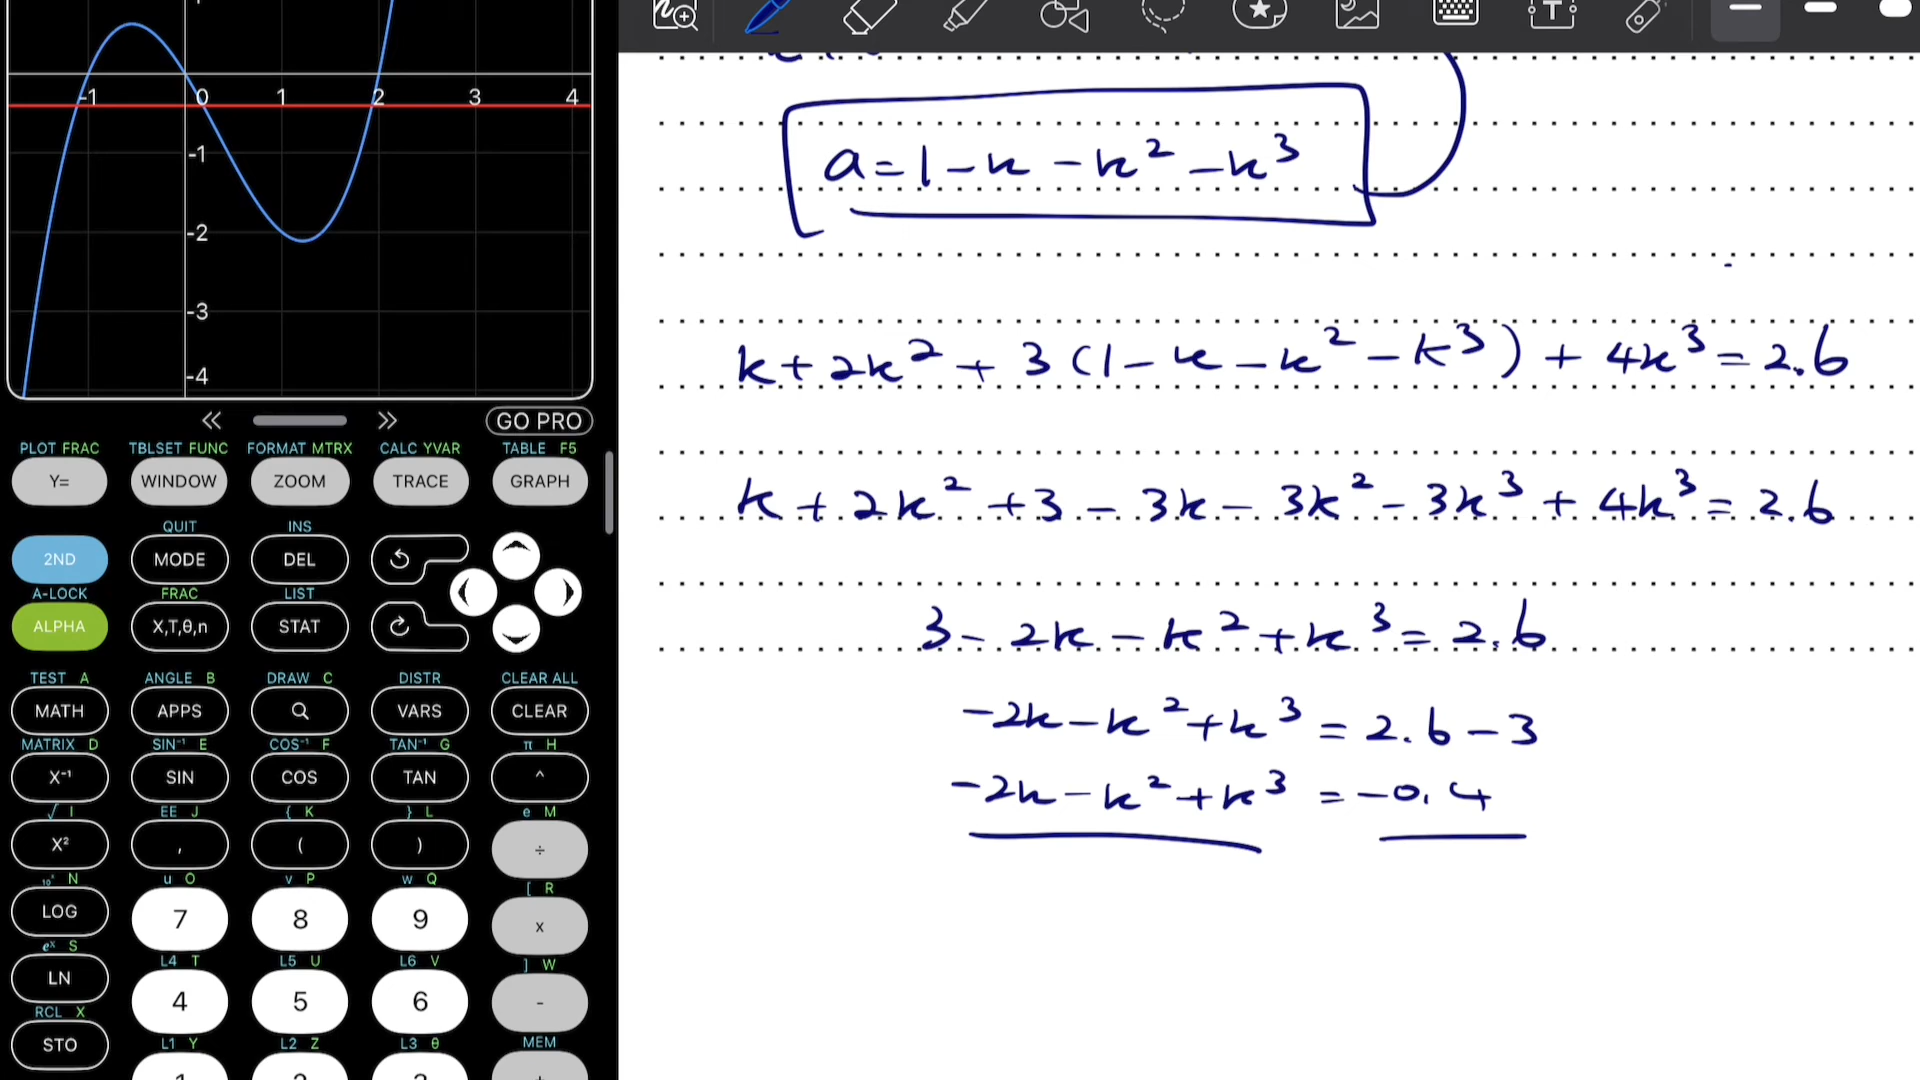 -1 0 1 2 3 4
-1
-2
-3
-4
GO PRO
PLOT FRAC TBLSET FUNC FORMAT MTRX CALC YVAR TABLE F5
Y= WINDOW ZOOM TRACE GRAPH
QUIT INS
2ND MODE DEL
A-LOCK FRAC LIST
ALPHA X,T,θ,n STAT
TEST A ANGLE B DRAW C DISTR CLEAR ALL
MATH APPS VARS CLEAR
MATRIX D SIN⁻¹ E COS⁻¹ F TAN⁻¹ G π H
X⁻¹ SIN COS TAN ^
√ I EE J { K } L e M
X² , ( ) ÷
10ˣ N u O v P w Q [ R
LOG 7 8 9 x
eˣ S L4 T L5 U L6 V ] W
LN 4 5 6 -
RCL X L1 Y L2 Z L3 θ MEM
STO
a=1-k-k²-k³
k+2k²+3(1-k-k²-k³)+4k³=2.6
k+2k²+3-3k-3k²-3k³+4k³=2.6
3-2k-k²+k³=2.6
-2k-k²+k³=2.6-3
-2k-k²+k³=-0.4